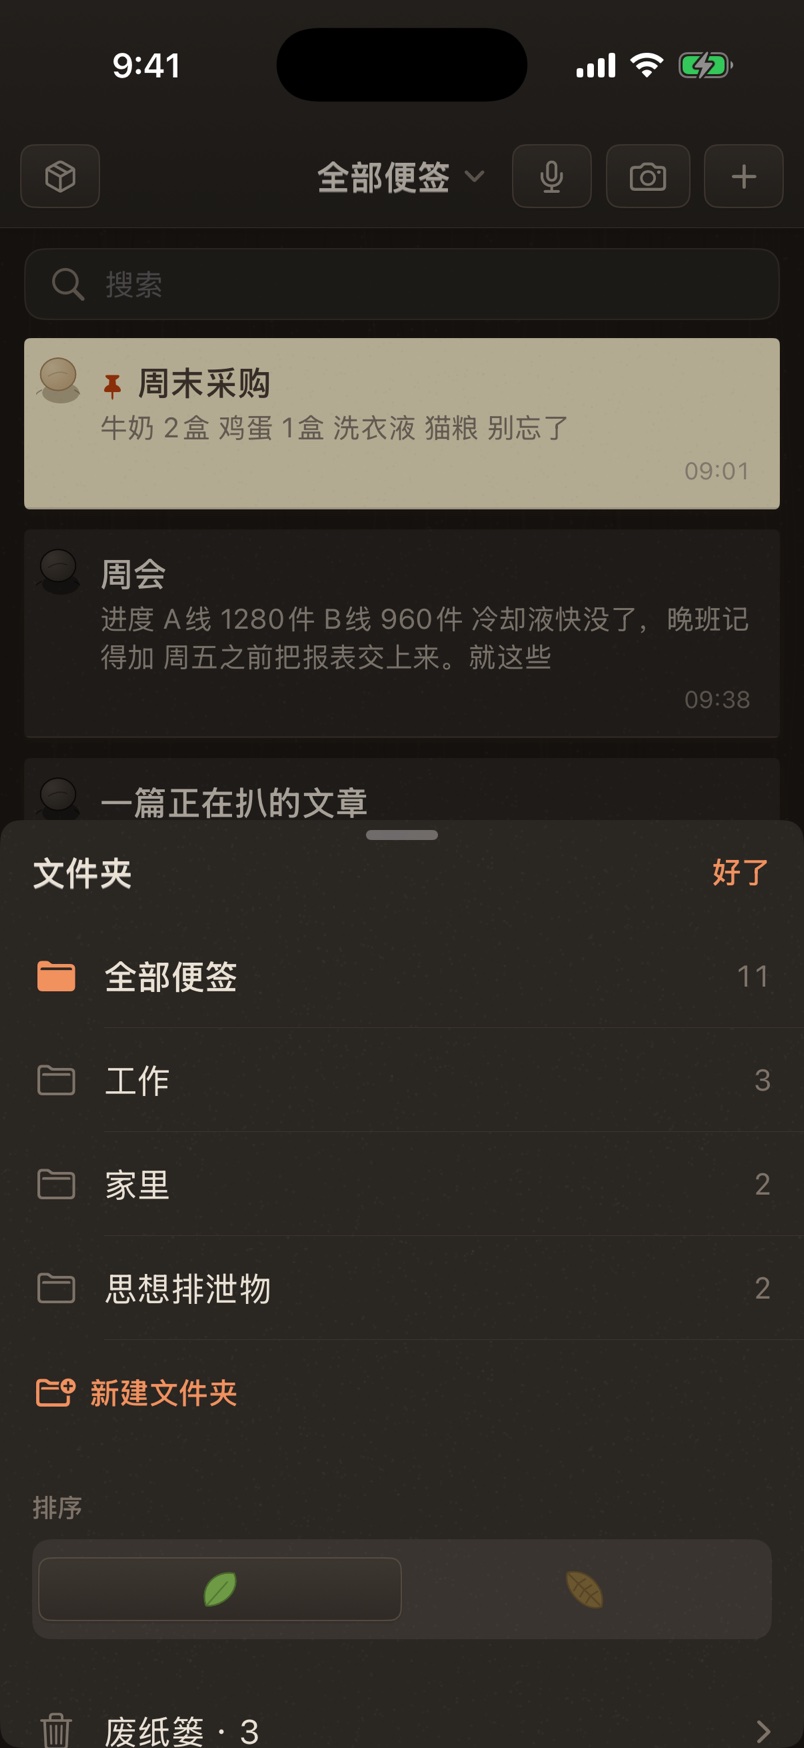 9:41
全部便签
搜索
周末采购
牛奶 2盒 鸡蛋 1盒 洗衣液 猫粮 别忘了
09:01
周会
进度 A线 1280件 B线 960件 冷却液快没了，晚班记
得加 周五之前把报表交上来。就这些
09:38
一篇正在扒的文章
文件夹
好了
全部便签
11
工作
3
家里
2
思想排泄物
2
新建文件夹
排序
废纸篓 · 3